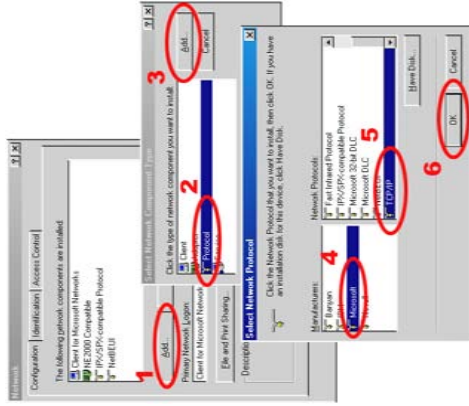 Network
? X
Configuration | Identification | Access Control
The following network components are installed:
Client for Microsoft Networks
NE2000 Compatible
IPX/SPX-compatible Protocol
NetBEUI
1
Add...
Primary Network Logon:
Client for Microsoft Network
File and Print Sharing...
Descriptio
Select Network Component Type
? X
Click the type of network component you want to install:
Client
2
Protocol
3
Add...
Cancel
Select Network Protocol
X
Click the Network Protocol that you want to install, then click OK. If you have
an installation disk for this device, click Have Disk.
Manufacturers:
Banyan
4
Microsoft
Network Protocols:
Fast Infrared Protocol
IPX/SPX-compatible Protocol
Microsoft 32-bit DLC
Microsoft DLC
5
TCP/IP
Have Disk...
6
OK
Cancel